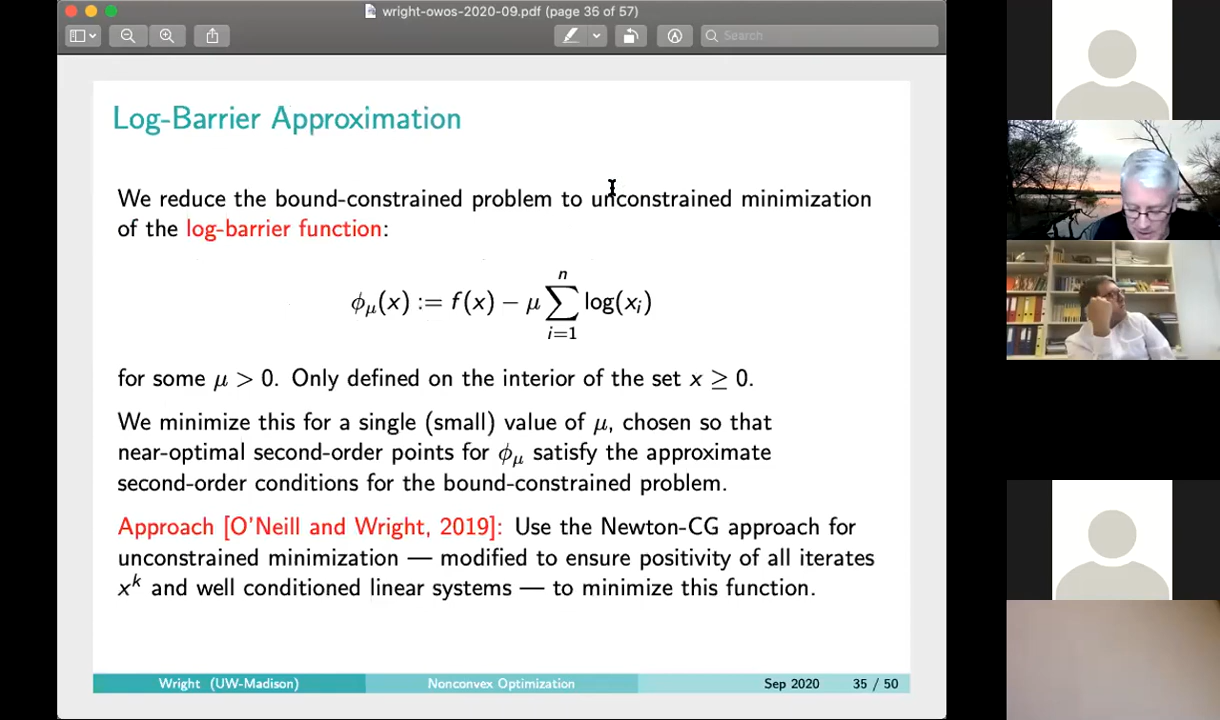 wright-owos-2020-09.pdf (page 36 of 57)
Search
Log-Barrier Approximation
We reduce the bound-constrained problem to unconstrained minimization
of the log-barrier function:
ϕ_μ(x) := f(x) − μ ∑_{i=1}^{n} log(x_i)
for some μ > 0. Only defined on the interior of the set x ≥ 0.
We minimize this for a single (small) value of μ, chosen so that
near-optimal second-order points for ϕ_μ satisfy the approximate
second-order conditions for the bound-constrained problem.
Approach [O'Neill and Wright, 2019]: Use the Newton-CG approach for
unconstrained minimization — modified to ensure positivity of all iterates
x^k and well conditioned linear systems — to minimize this function.
Wright (UW-Madison) Nonconvex Optimization Sep 2020 35 / 50